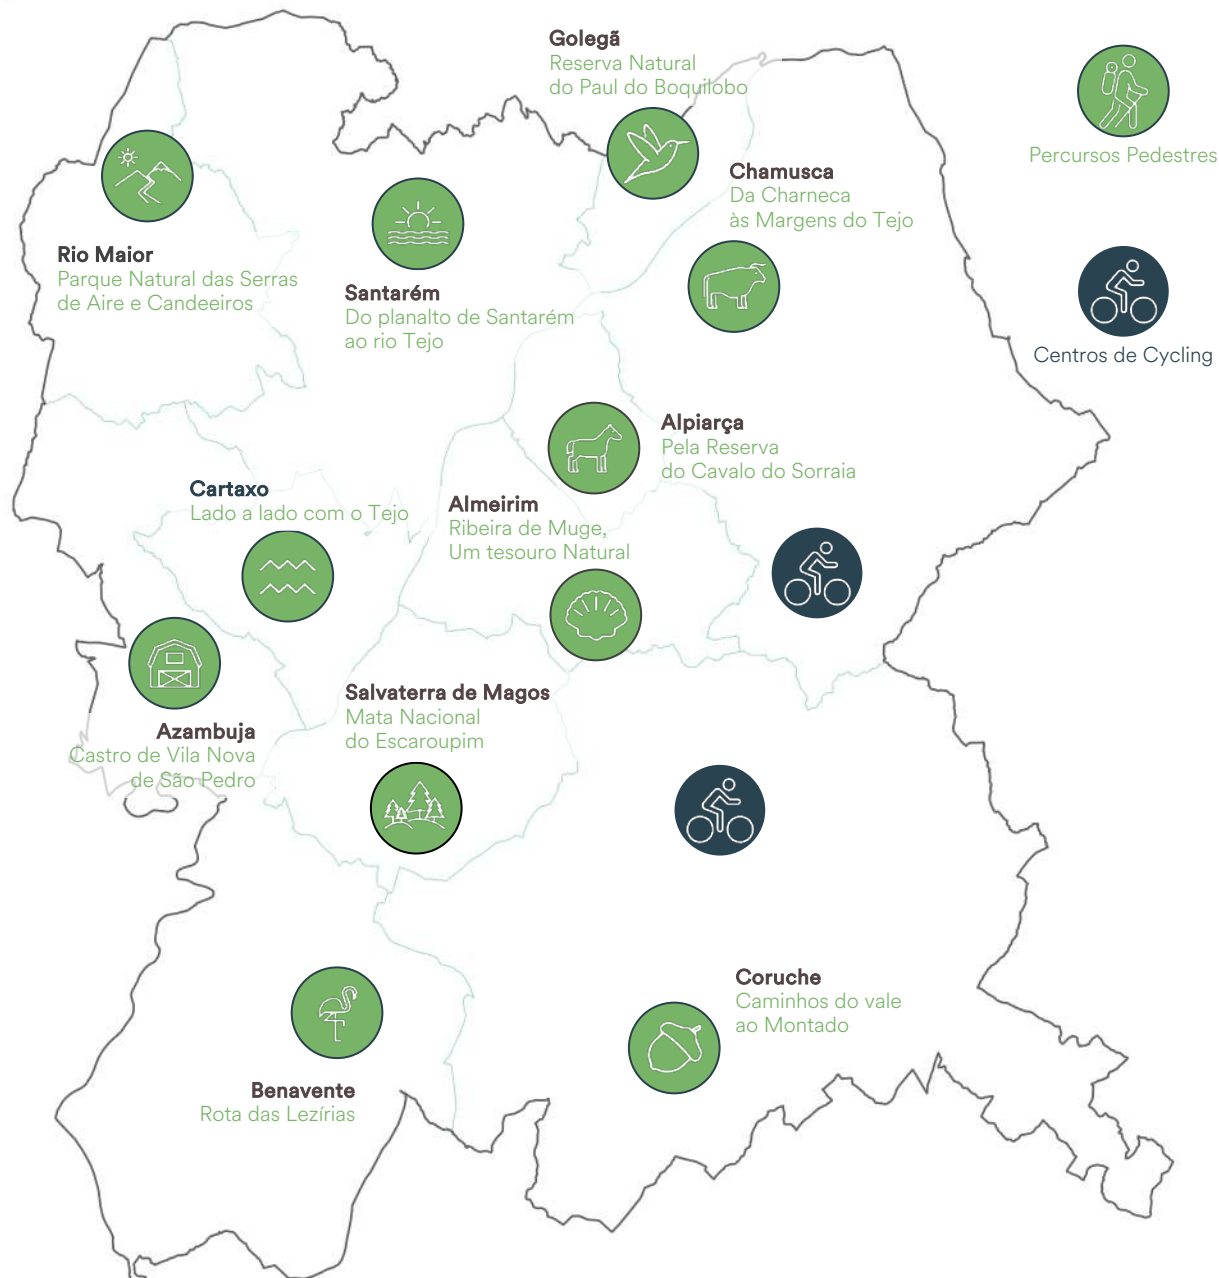 Golegã
Reserva Natural
do Paul do Boquilobo
Percursos Pedestres
Chamusca
Da Charneca
às Margens do Tejo
Rio Maior
Parque Natural das Serras
de Aire e Candeeiros
Santarém
Do planalto de Santarém
ao rio Tejo
Centros de Cycling
Alpiarça
Pela Reserva
do Cavalo do Sorraia
Cartaxo
Lado a lado com o Tejo
Almeirim
Ribeira de Muge,
Um tesouro Natural
Salvaterra de Magos
Mata Nacional
do Escaroupim
Azambuja
Castro de Vila Nova
de São Pedro
Coruche
Caminhos do vale
ao Montado
Benavente
Rota das Lezírias